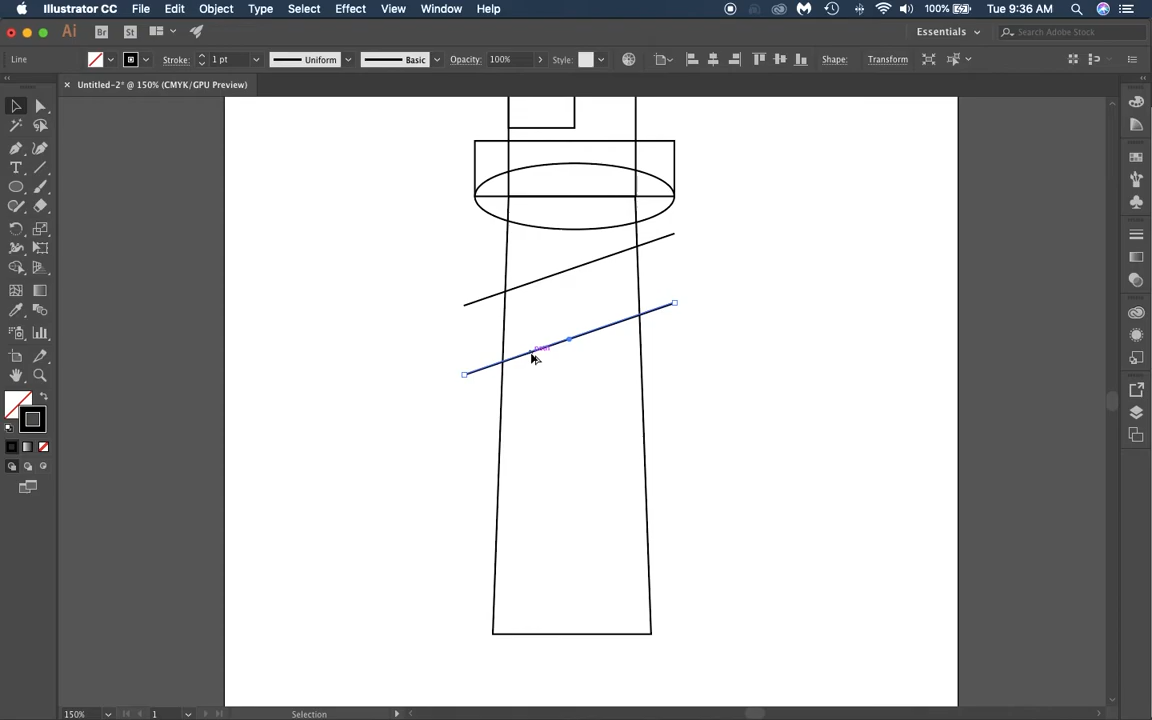 Illustrator CC File Edit Object Type Select Effect View Window Help 100% Tue 9:36 AM
Ai Br St Essentials Search Adobe Stock
Line Stroke: 1 pt Uniform Basic Opacity: 100% Style: Shape: Transform
× Untitled-2* @ 150% (CMYK/GPU Preview)
150% 1 Selection